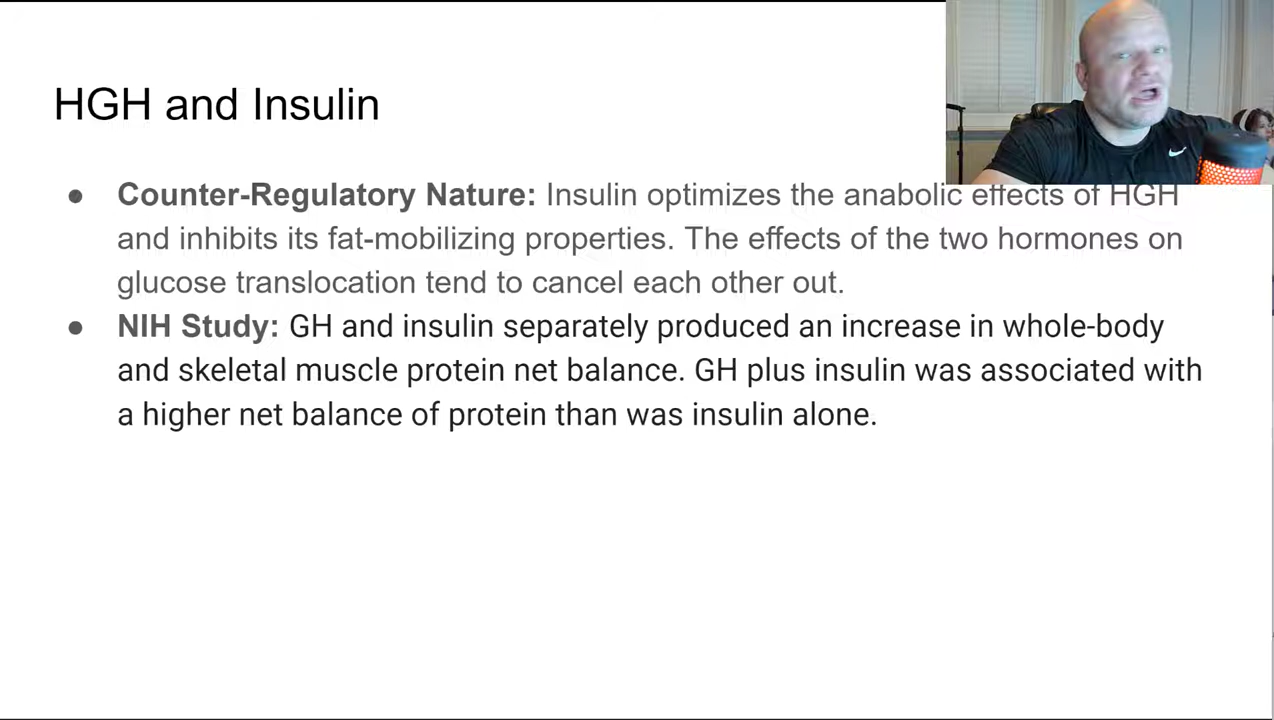 HGH and Insulin
● Counter-Regulatory Nature: Insulin optimizes the anabolic effects of HGH
and inhibits its fat-mobilizing properties. The effects of the two hormones on
glucose translocation tend to cancel each other out.
● NIH Study: GH and insulin separately produced an increase in whole-body
and skeletal muscle protein net balance. GH plus insulin was associated with
a higher net balance of protein than was insulin alone.